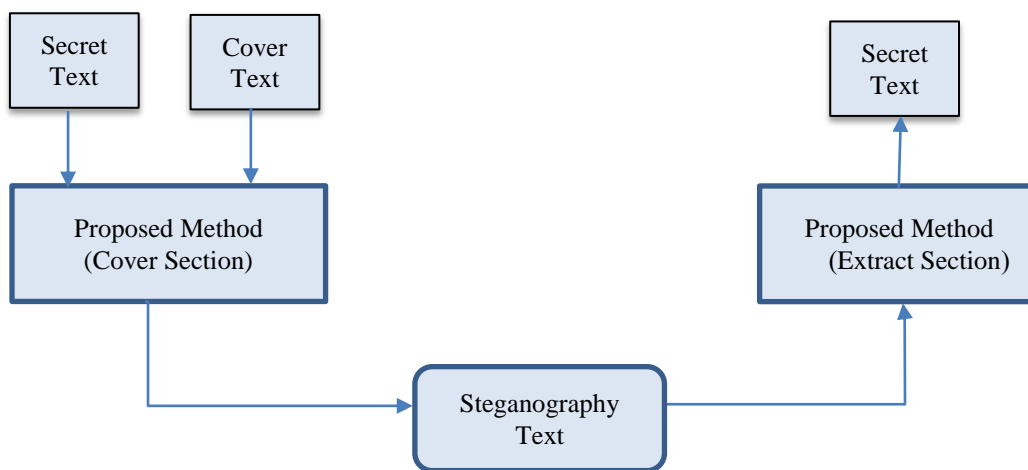 Secret
Text
Cover
Text
Secret
Text
Proposed Method
(Cover Section)
Proposed Method
(Extract Section)
Steganography
Text